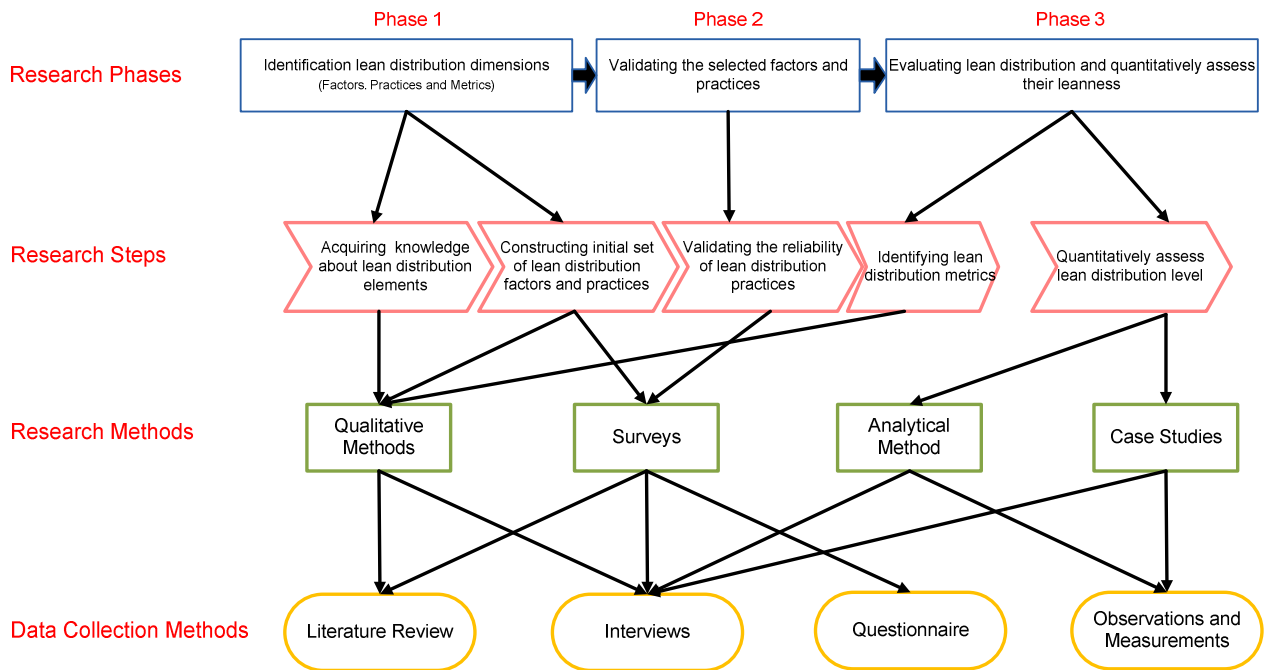 Phase 1
Phase 2
Phase 3
Research Phases
Identification lean distribution dimensions
(Factors. Practices and Metrics)
Validating the selected factors and
practices
Evaluating lean distribution and quantitatively assess
their leanness
Research Steps
Acquiring knowledge
about lean distribution
elements
Constructing initial set
of lean distribution
factors and practices
Validating the reliability
of lean distribution
practices
Identifying lean
distribution metrics
Quantitatively assess
lean distribution level
Research Methods
Qualitative
Methods
Surveys
Analytical
Method
Case Studies
Data Collection Methods
Literature Review
Interviews
Questionnaire
Observations and
Measurements